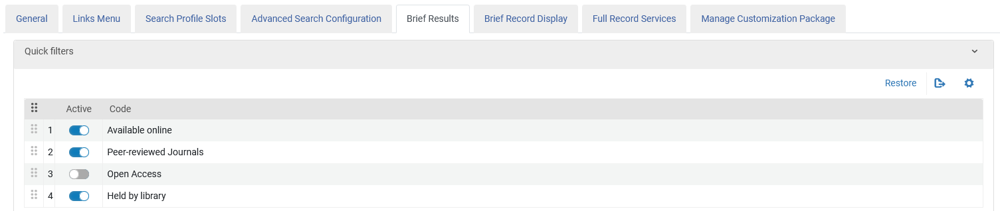 General Links Menu Search Profile Slots Advanced Search Configuration Brief Results Brief Record Display Full Record Services Manage Customization Package
Quick filters
Restore
Active Code
1 Available online
2 Peer-reviewed Journals
3 Open Access
4 Held by library